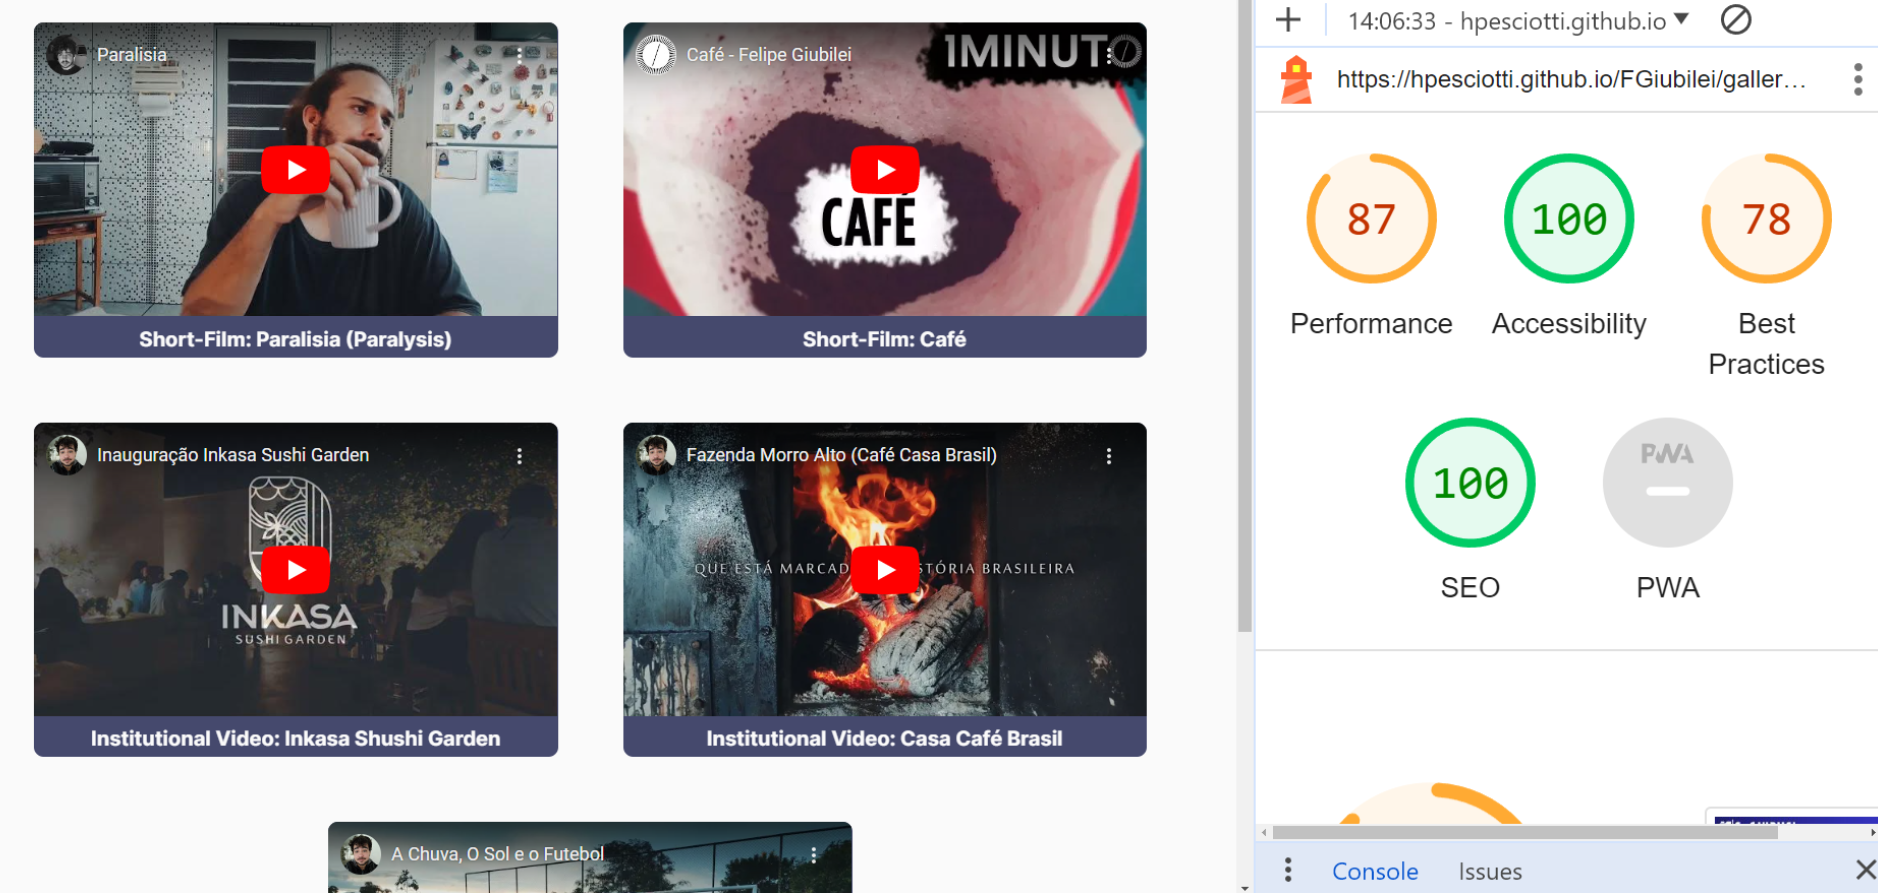 Paralisia
Short-Film: Paralisia (Paralysis)
Café - Felipe Giubilei
1MINUT
CAFÉ
Short-Film: Café
Inauguração Inkasa Sushi Garden
INKASA
SUSHI GARDEN
Institutional Video: Inkasa Shushi Garden
Fazenda Morro Alto (Café Casa Brasil)
QUE ESTÁ MARCAD STÓRIA BRASILEIRA
Institutional Video: Casa Café Brasil
A Chuva, O Sol e o Futebol
14:06:33 - hpesciotti.github.io
https://hpesciotti.github.io/FGiubilei/galler...
87
100
78
Performance
Accessibility
Best
Practices
100
PWA
SEO
PWA
Console
Issues